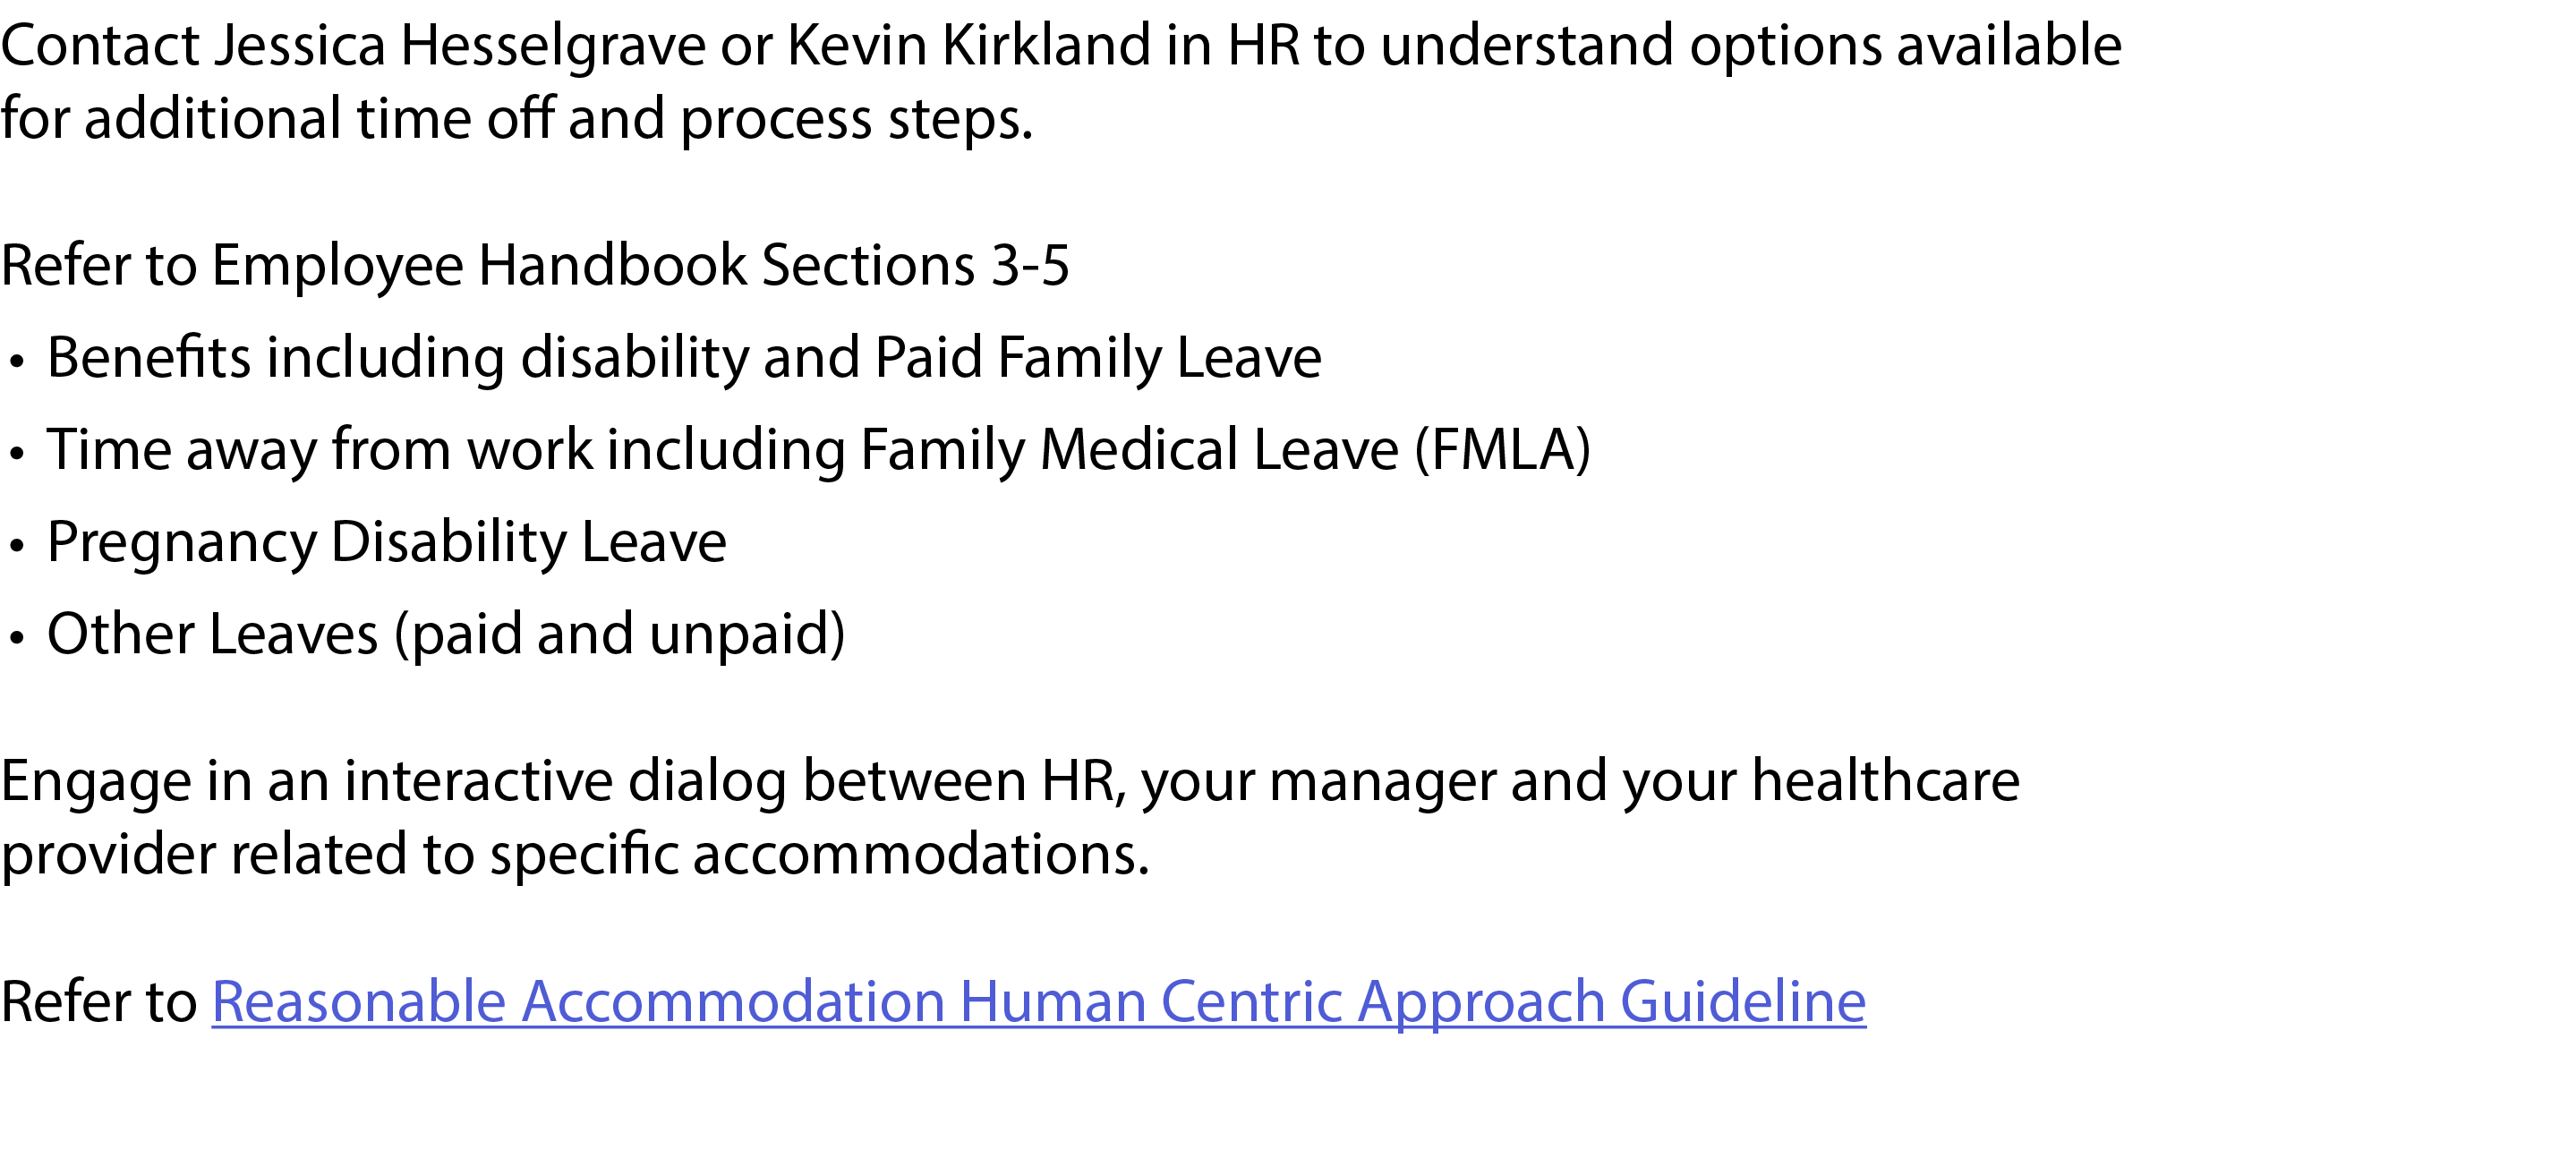 Contact Jessica Hesselgrave or Kevin Kirkland in HR to understand options available
for additional time off and process steps.
Refer to Employee Handbook Sections 3-5
• Benefits including disability and Paid Family Leave
• Time away from work including Family Medical Leave (FMLA)
• Pregnancy Disability Leave
• Other Leaves (paid and unpaid)
Engage in an interactive dialog between HR, your manager and your healthcare
provider related to specific accommodations.
Refer to Reasonable Accommodation Human Centric Approach Guideline